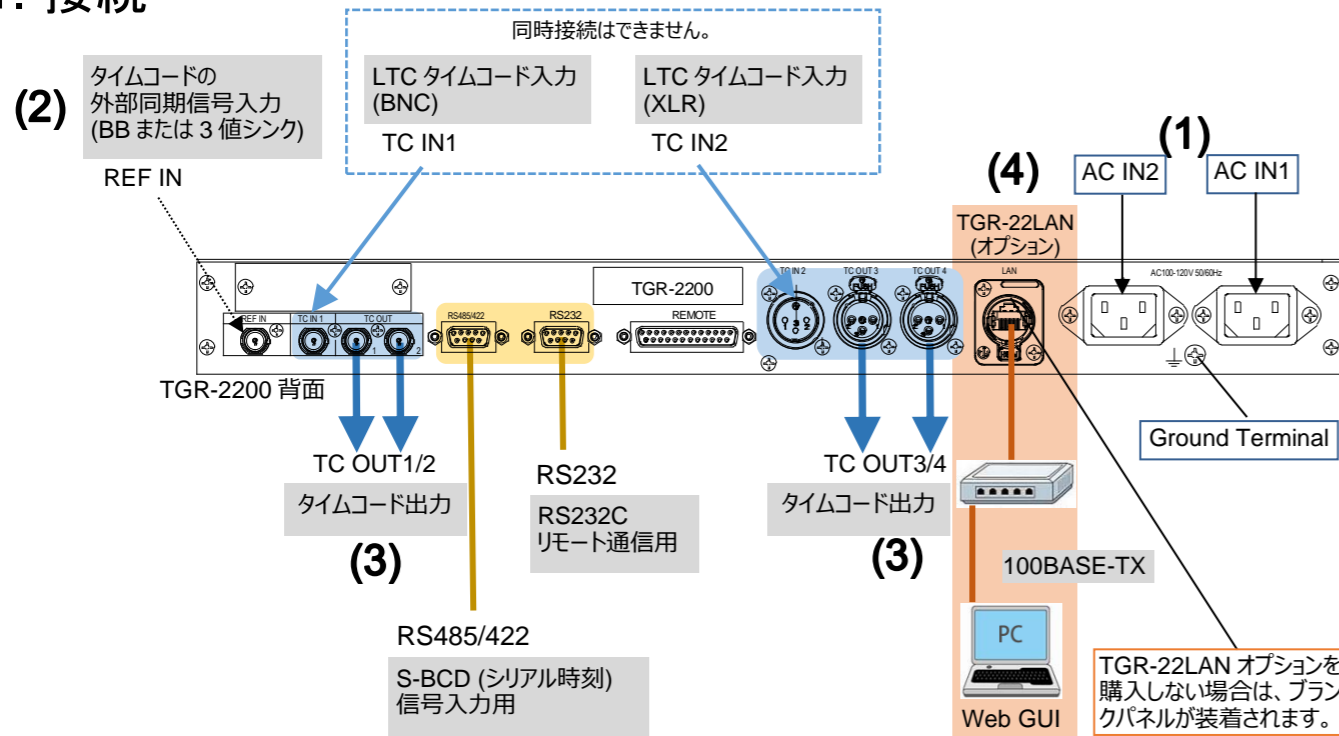 接続
同時接続はできません。
(2)
タイムコードの
外部同期信号入力
(BB または 3 値シンク)
REF IN
LTC タイムコード入力
(BNC)
TC IN1
LTC タイムコード入力
(XLR)
TC IN2
(1)
AC IN2
AC IN1
(4)
TGR-22LAN
(オプション)
REF IN
TC IN 1
TC OUT
1
2
RS485/422
RS232
TGR-2200
REMOTE
TC IN 2
TC OUT 3
TC OUT 4
LAN
AC100-120V 50/60Hz
TGR-2200 背面
Ground Terminal
TC OUT1/2
タイムコード出力
(3)
RS232
RS232C
リモート通信用
TC OUT3/4
タイムコード出力
(3)
100BASE-TX
RS485/422
S-BCD (シリアル時刻)
信号入力用
PC
Web GUI
TGR-22LAN オプションを
購入しない場合は、ブラン
クパネルが装着されます。